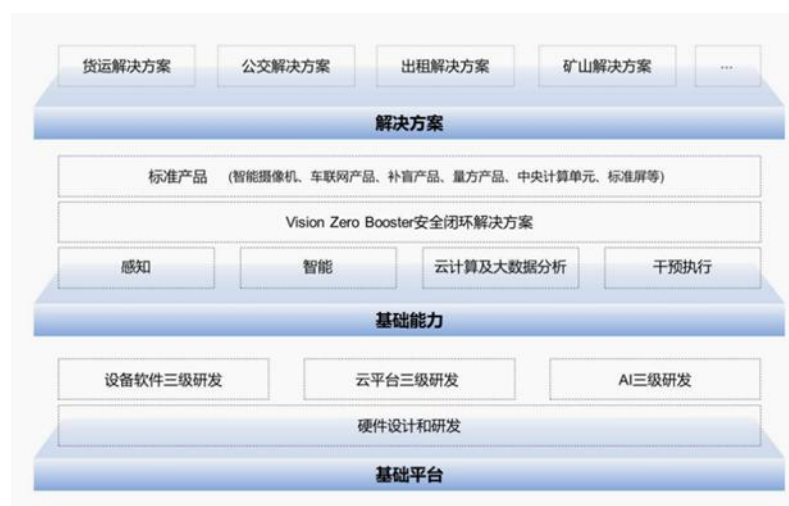 货运解决方案 公交解决方案 出租解决方案 矿山解决方案 ...
解决方案
标准产品 (智能摄像机、车联网产品、补盲产品、量方产品、中央计算单元、标准屏等)
Vision Zero Booster安全闭环解决方案
感知 智能 云计算及大数据分析 干预执行
基础能力
设备软件三级研发 云平台三级研发 AI三级研发
硬件设计和研发
基础平台